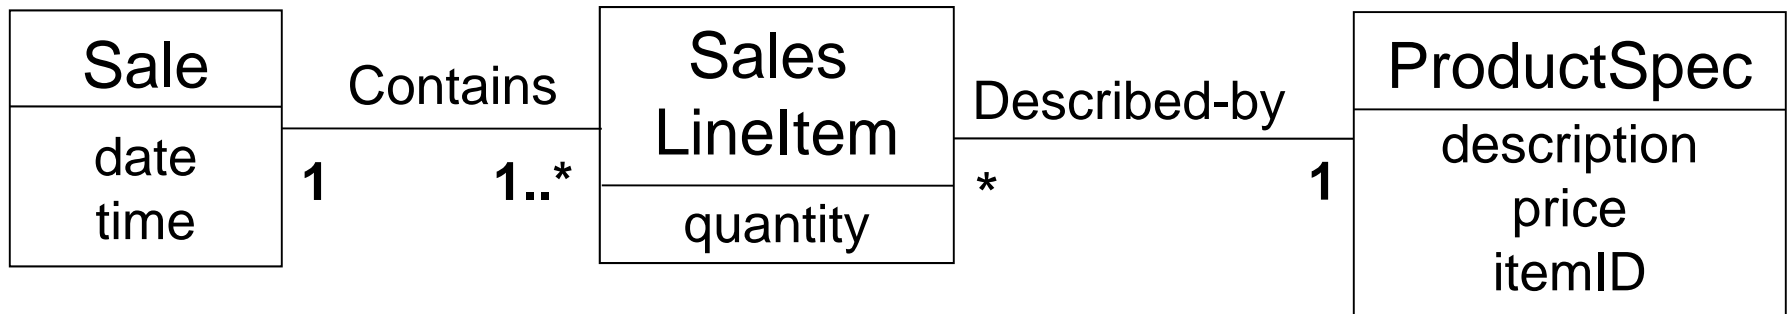 Sale
date
time
Contains
1
1..*
Sales
LineItem
quantity
Described-by
*
1
ProductSpec
description
price
itemID